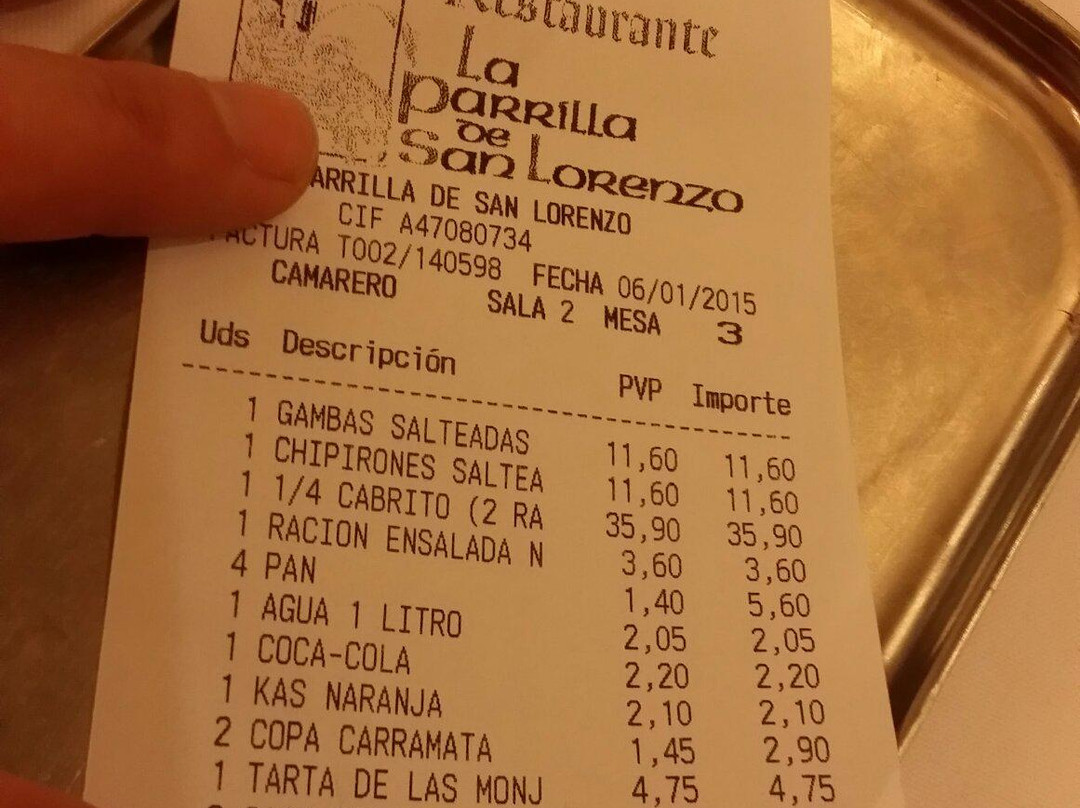 Restaurante
La
Parrilla
de
San Lorenzo
ARRILLA DE SAN LORENZO
CIF A47080734
ACTURA T002/140598 FECHA 06/01/2015
CAMARERO SALA 2 MESA 3
Uds Descripción PVP Importe
1 GAMBAS SALTEADAS 11,60 11,60
1 CHIPIRONES SALTEA 11,60 11,60
1 1/4 CABRITO (2 RA 35,90 35,90
1 RACION ENSALADA N 3,60 3,60
4 PAN 1,40 5,60
1 AGUA 1 LITRO 2,05 2,05
1 COCA-COLA 2,20 2,20
1 KAS NARANJA 2,10 2,10
2 COPA CARRAMATA 1,45 2,90
1 TARTA DE LAS MONJ 4,75 4,75